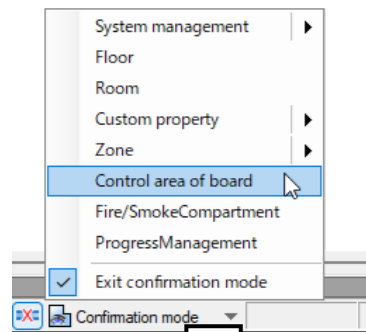 System management
Floor
Room
Custom property
Zone
Control area of board
Fire/SmokeCompartment
ProgressManagement
Exit confirmation mode
=X= Confirmation mode